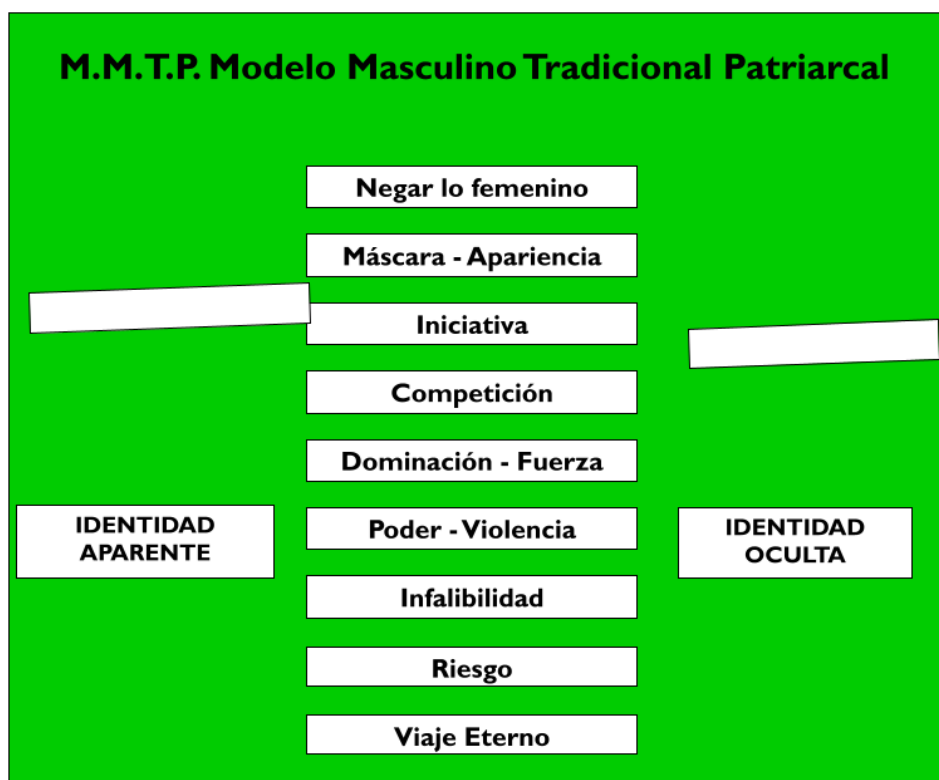 M.M.T.P. Modelo Masculino Tradicional Patriarcal
Negar lo femenino
Máscara - Apariencia
Iniciativa
Competición
Dominación - Fuerza
IDENTIDAD
APARENTE
Poder - Violencia
IDENTIDAD
OCULTA
Infalibilidad
Riesgo
Viaje Eterno